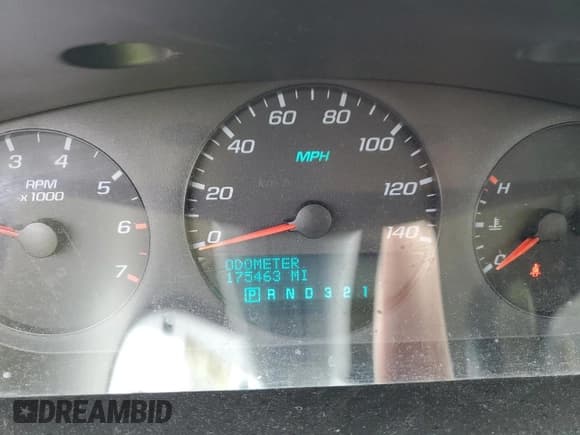 60 80
40 100
MPH
3 4 5 6 7
RPM
x 1000
20 120
0 140
H
C
ODOMETER
175463 MI
P R N D 3 2 1
DREAMBID